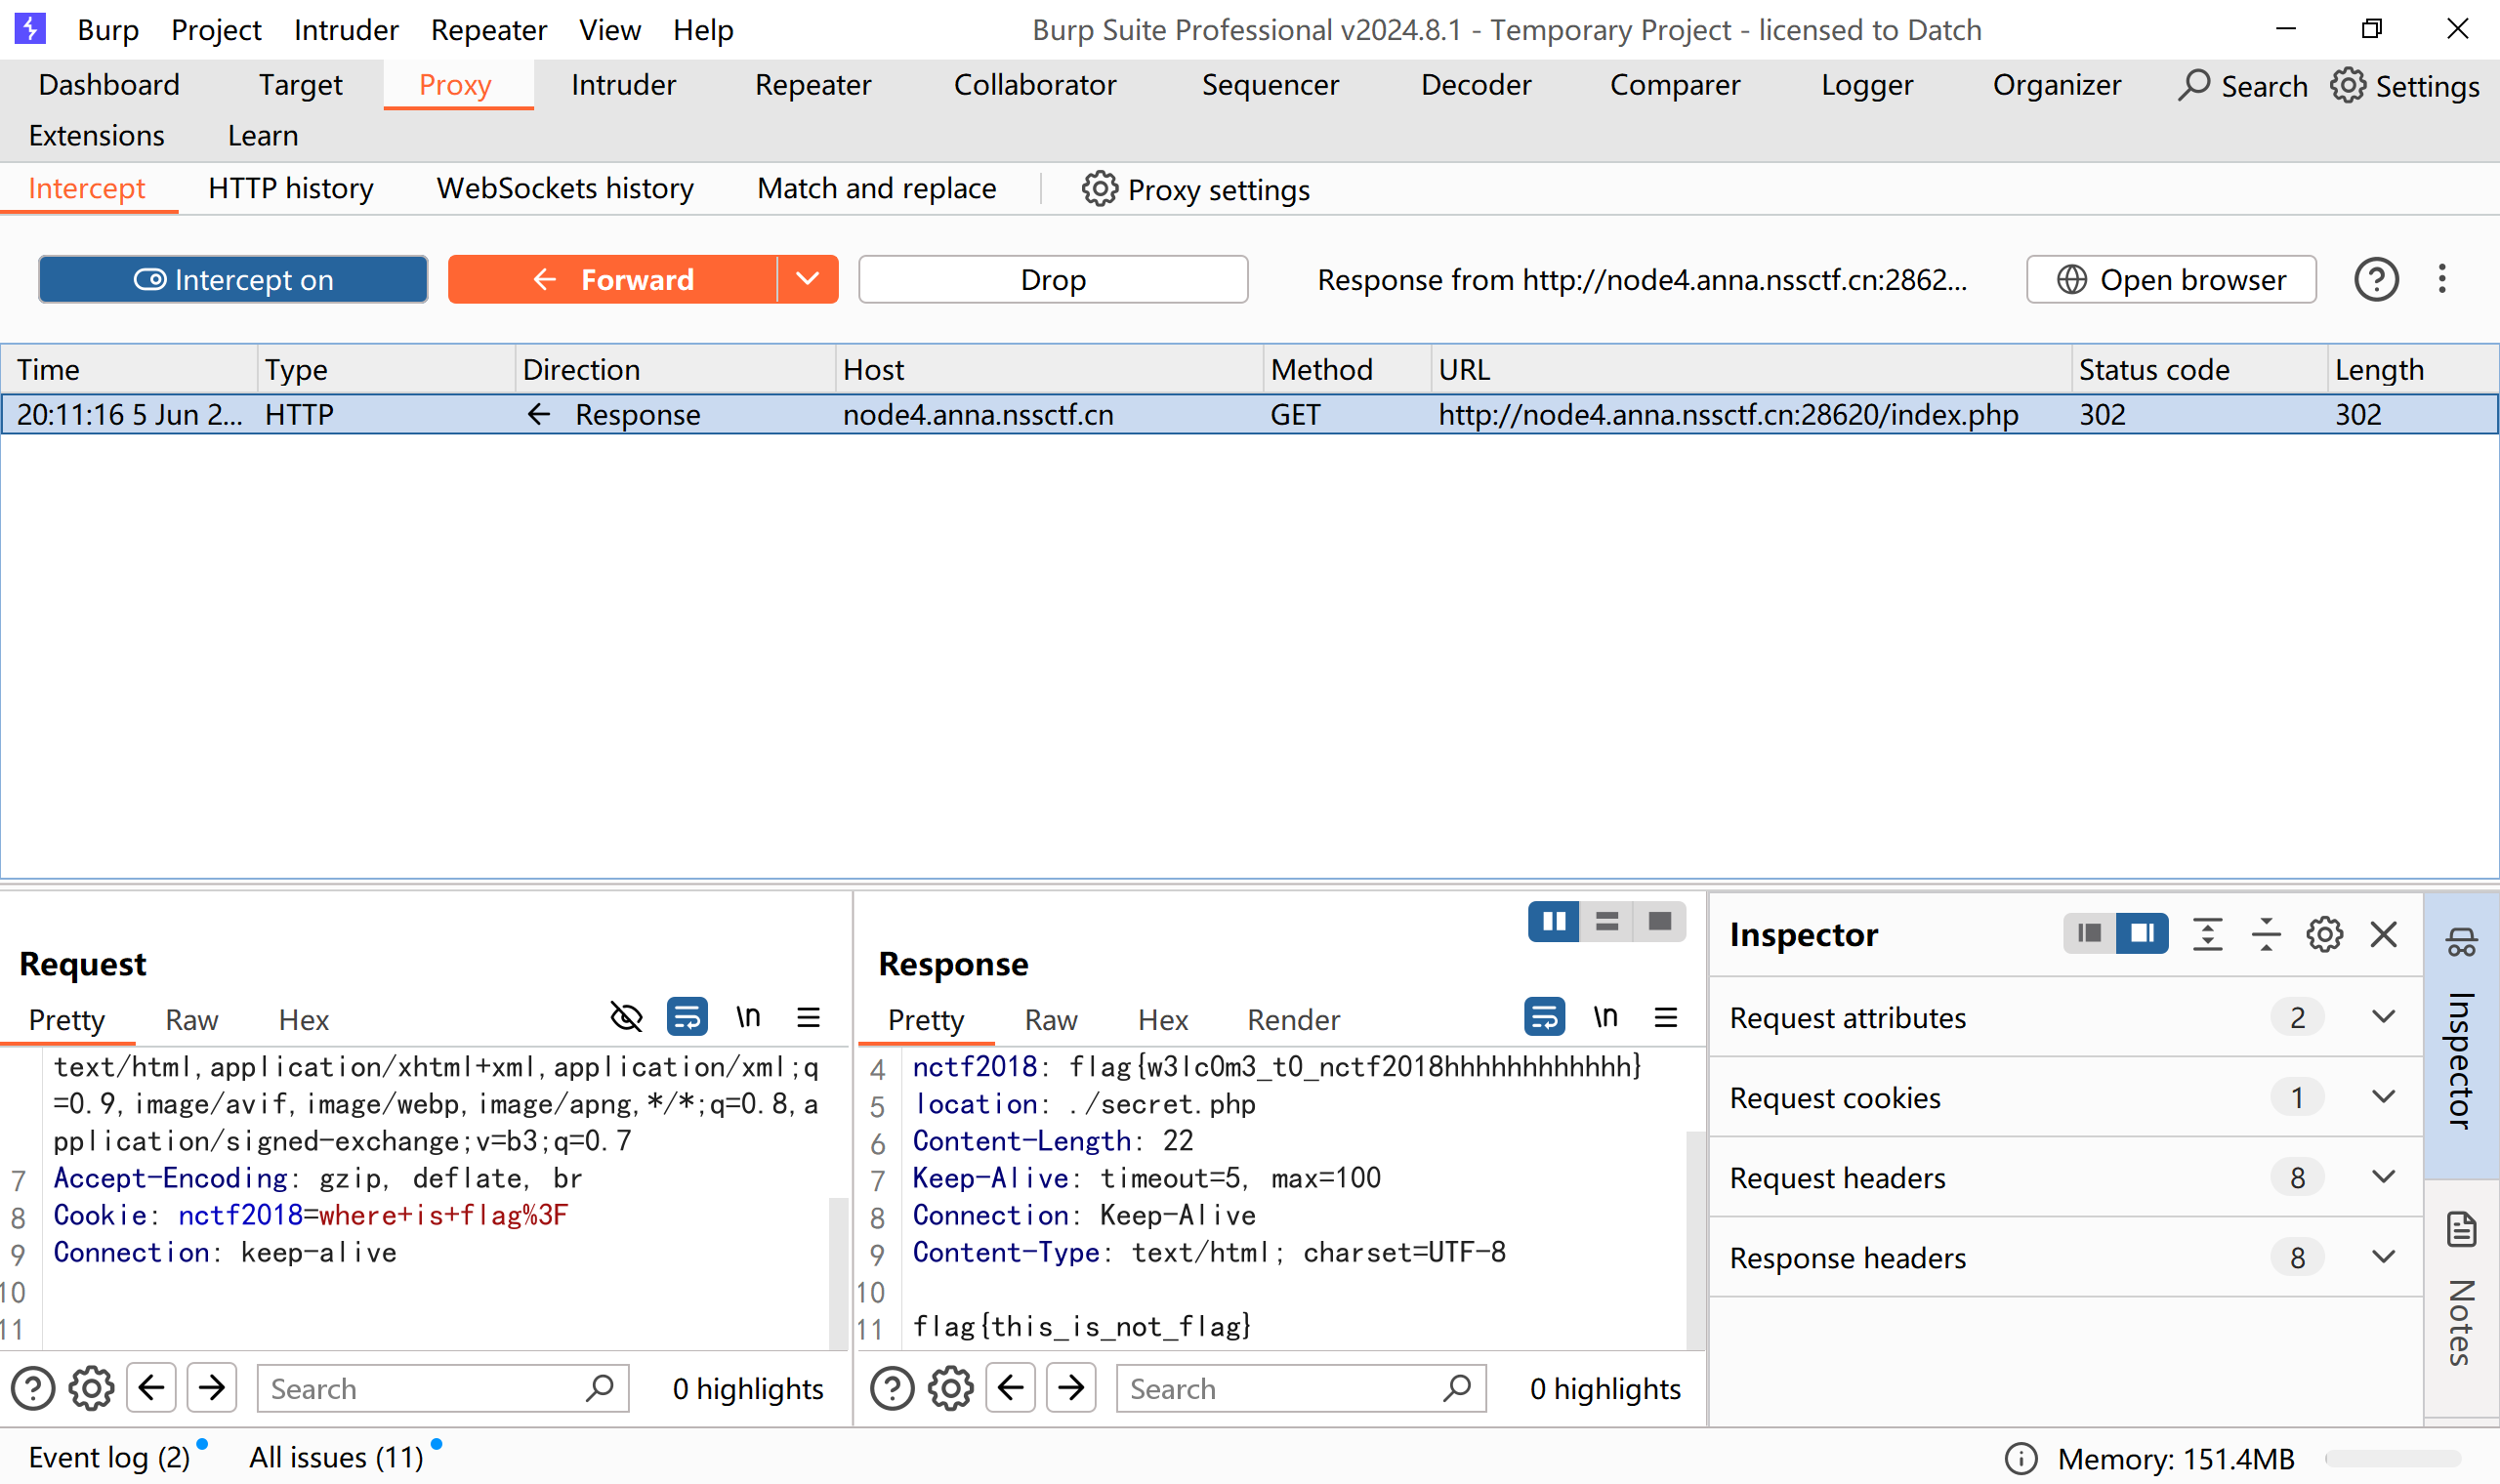 Burp Project Intruder Repeater View Help Burp Suite Professional v2024.8.1 - Temporary Project - licensed to Datch
Dashboard Target Proxy Intruder Repeater Collaborator Sequencer Decoder Comparer Logger Organizer Search Settings
Extensions Learn
Intercept HTTP history WebSockets history Match and replace Proxy settings
Intercept on Forward Drop Response from http://node4.anna.nssctf.cn:2862... Open browser
Time Type Direction Host Method URL Status code Length
20:11:16 5 Jun 2... HTTP Response node4.anna.nssctf.cn GET http://node4.anna.nssctf.cn:28620/index.php 302 302
Request
Pretty Raw Hex \n
text/html,application/xhtml+xml,application/xml;q
=0.9,image/avif,image/webp,image/apng,*/*;q=0.8,a
pplication/signed-exchange;v=b3;q=0.7
7 Accept-Encoding: gzip, deflate, br
8 Cookie: nctf2018=where+is+flag%3F
9 Connection: keep-alive
10
11
Search 0 highlights
Response
Pretty Raw Hex Render \n
4 nctf2018: flag{w3lc0m3_t0_nctf2018hhhhhhhhhhhh}
5 location: ./secret.php
6 Content-Length: 22
7 Keep-Alive: timeout=5, max=100
8 Connection: Keep-Alive
9 Content-Type: text/html; charset=UTF-8
10
11 flag{this_is_not_flag}
Search 0 highlights
Inspector
Request attributes 2
Request cookies 1
Request headers 8
Response headers 8
Inspector
Notes
Event log (2) All issues (11) Memory: 151.4MB